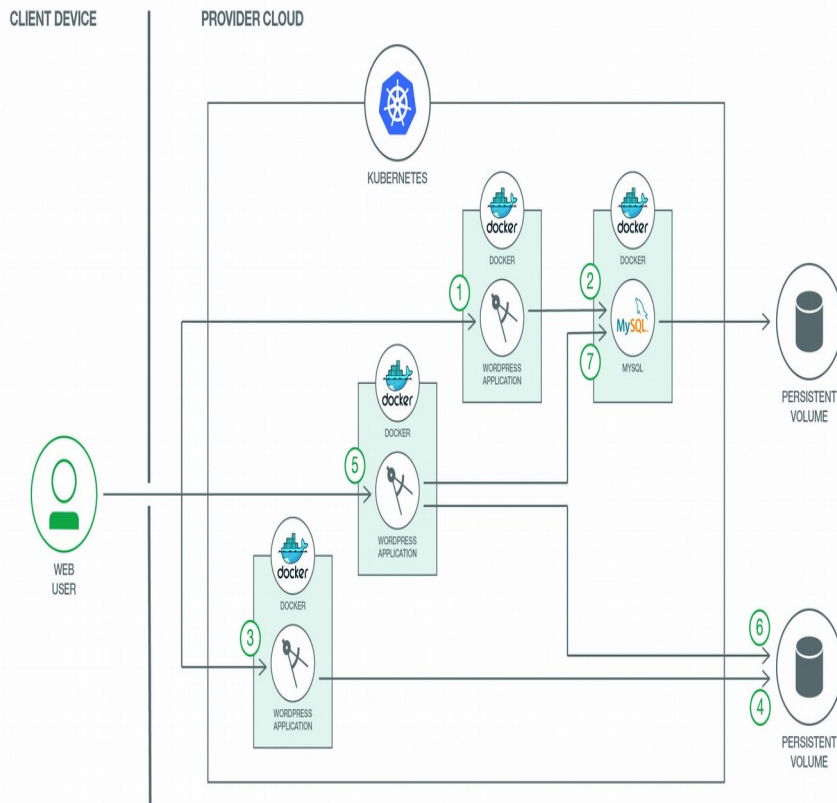 CLIENT DEVICE
PROVIDER CLOUD
KUBERNETES
docker
DOCKER
1
WORDPRESS
APPLICATION
docker
DOCKER
2
MySQL
7
MYSQL
PERSISTENT
VOLUME
docker
DOCKER
5
WORDPRESS
APPLICATION
WEB
USER
docker
DOCKER
3
WORDPRESS
APPLICATION
6
4
PERSISTENT
VOLUME